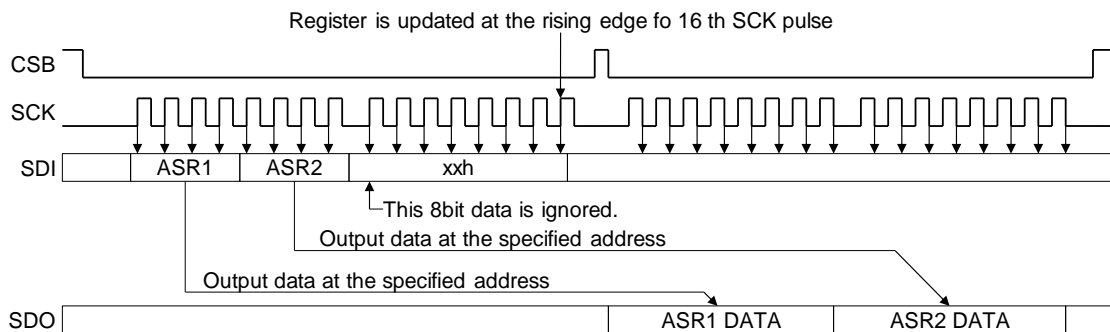 Register is updated at the rising edge fo 16 th SCK pulse
CSB
SCK
SDI ASR1 ASR2 xxh
This 8bit data is ignored.
Output data at the specified address
Output data at the specified address
SDO ASR1 DATA ASR2 DATA